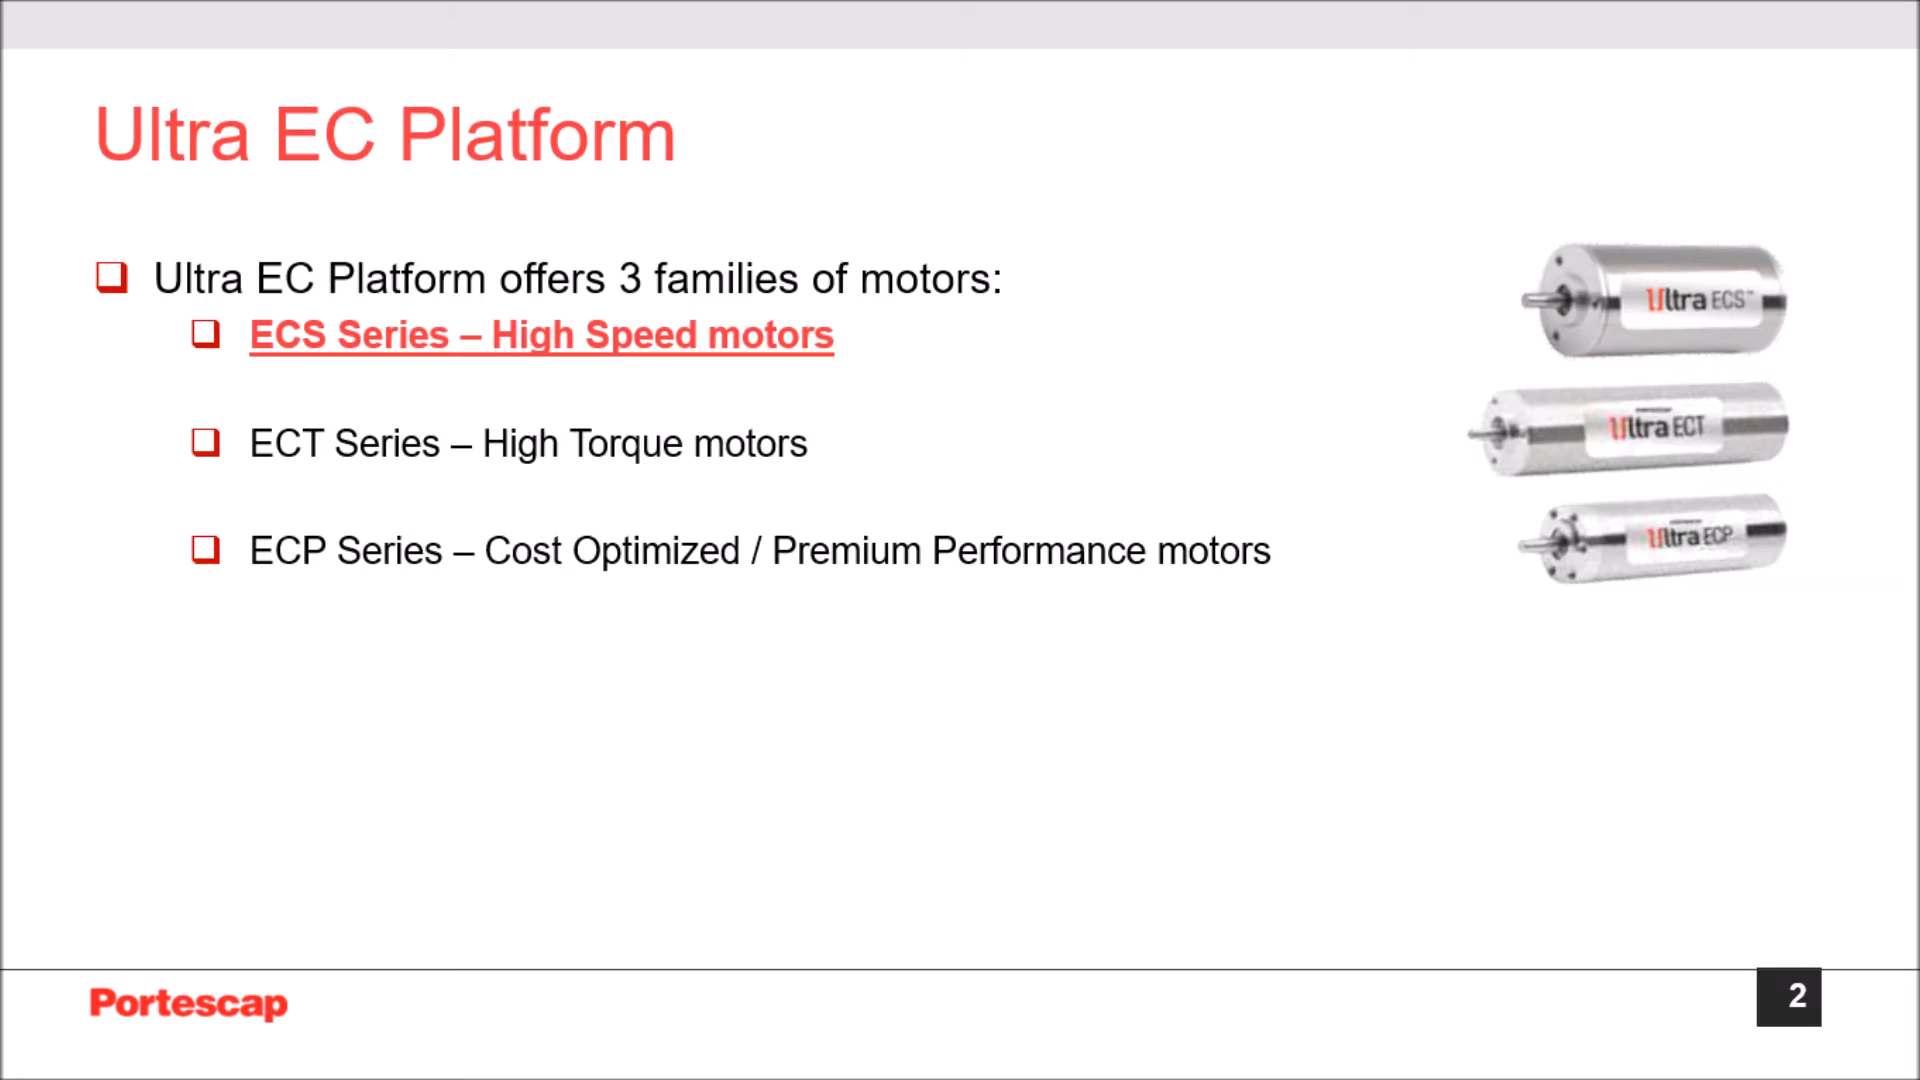 Ultra EC Platform
Ultra EC Platform offers 3 families of motors:
ECS Series – High Speed motors
ECT Series – High Torque motors
ECP Series – Cost Optimized / Premium Performance motors
Ultra ECS™
Ultra ECT
Ultra ECP
Portescap
2